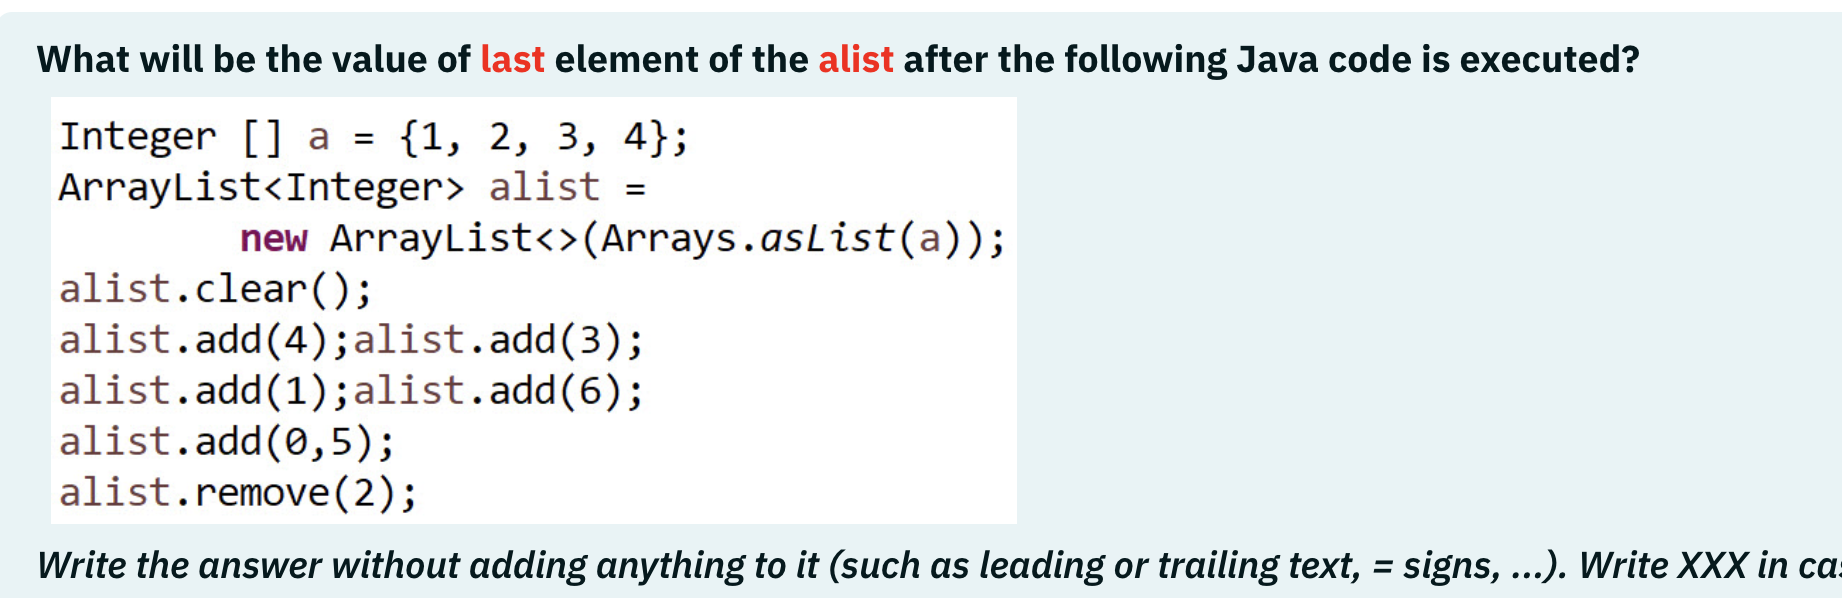 What will be the value of last element of the alist after the following Java code is executed?
Integer [] a = {1, 2, 3, 4};
ArrayList<Integer> alist =
new ArrayList<>(Arrays.asList(a));
alist.clear();
alist.add(4);alist.add(3);
alist.add(1);alist.add(6);
alist.add(0,5);
alist.remove(2);
Write the answer without adding anything to it (such as leading or trailing text, = signs, ...). Write XXX in